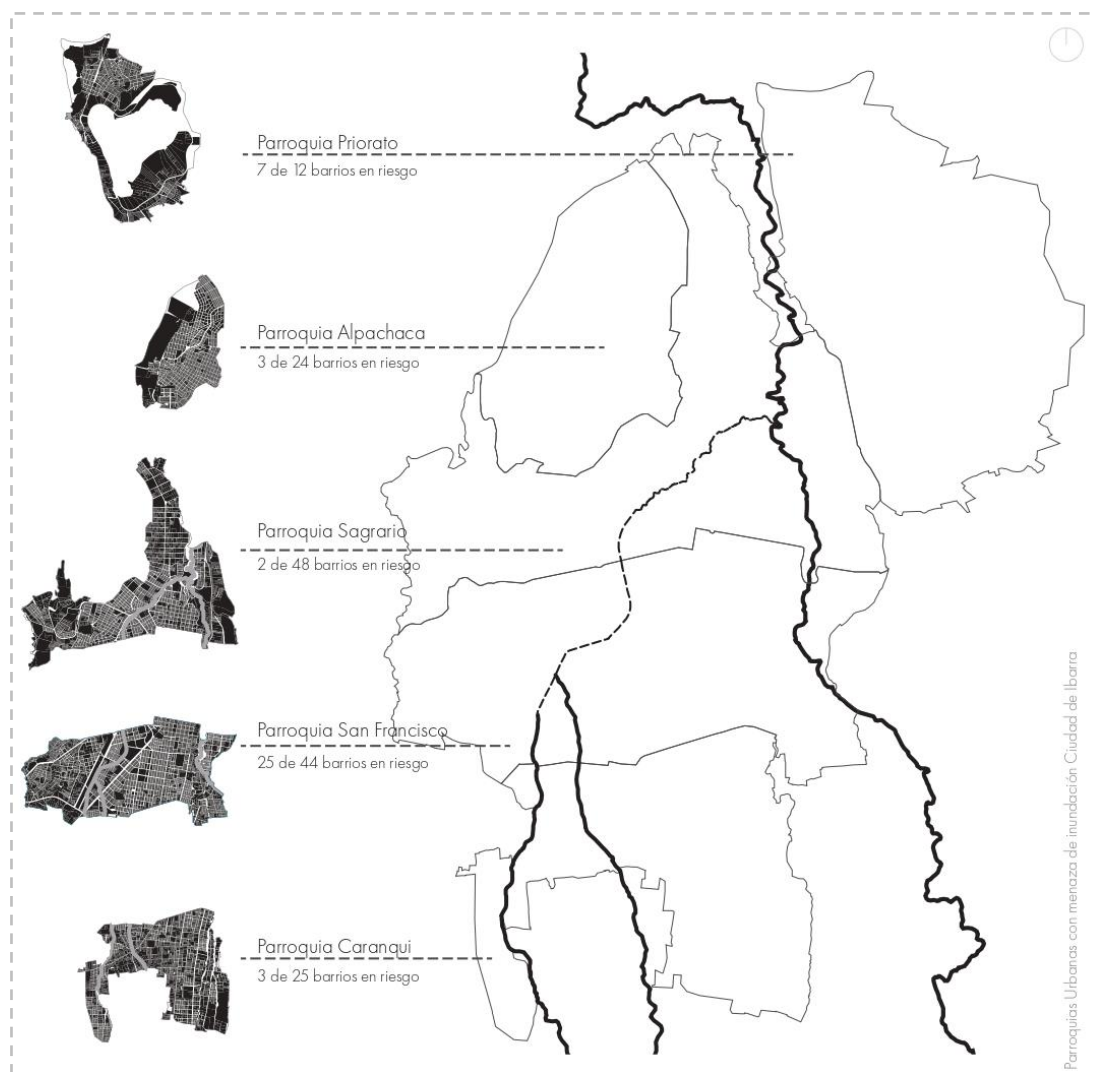 Parroquia Priorato
7 de 12 barrios en riesgo
Parroquia Alpachaca
3 de 24 barrios en riesgo
Parroquia Sagrario
2 de 48 barrios en riesgo
Parroquia San Francisco
25 de 44 barrios en riesgo
Parroquia Caranqui
3 de 25 barrios en riesgo
Parroquias Urbanas con menaza de inundación Ciudad de Ibarra